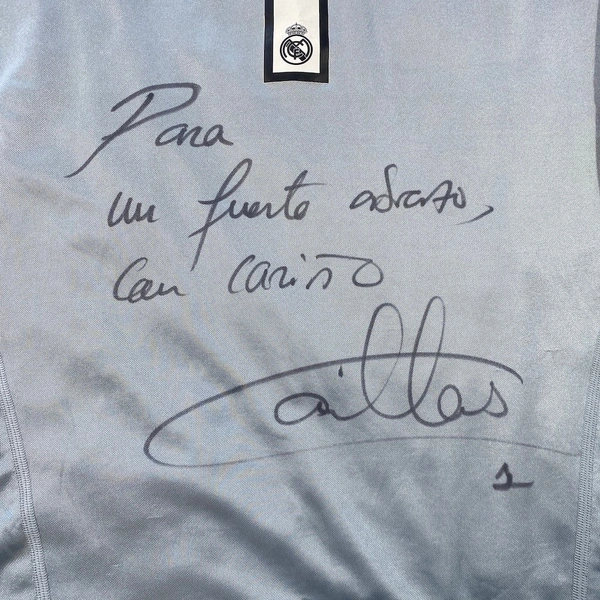 Para
un fuerte abrazo,
Con cariño
Casillas
1